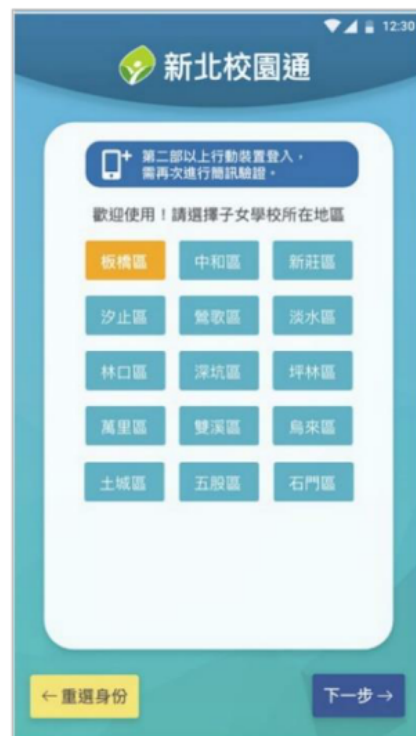 12:30
新北校園通
第二部以上行動裝置登入，
需再次進行簡訊驗證。
歡迎使用！請選擇子女學校所在地區
板橋區 中和區 新莊區
汐止區 鶯歌區 淡水區
林口區 深坑區 坪林區
萬里區 雙溪區 烏來區
土城區 五股區 石門區
←重選身份 下一步→